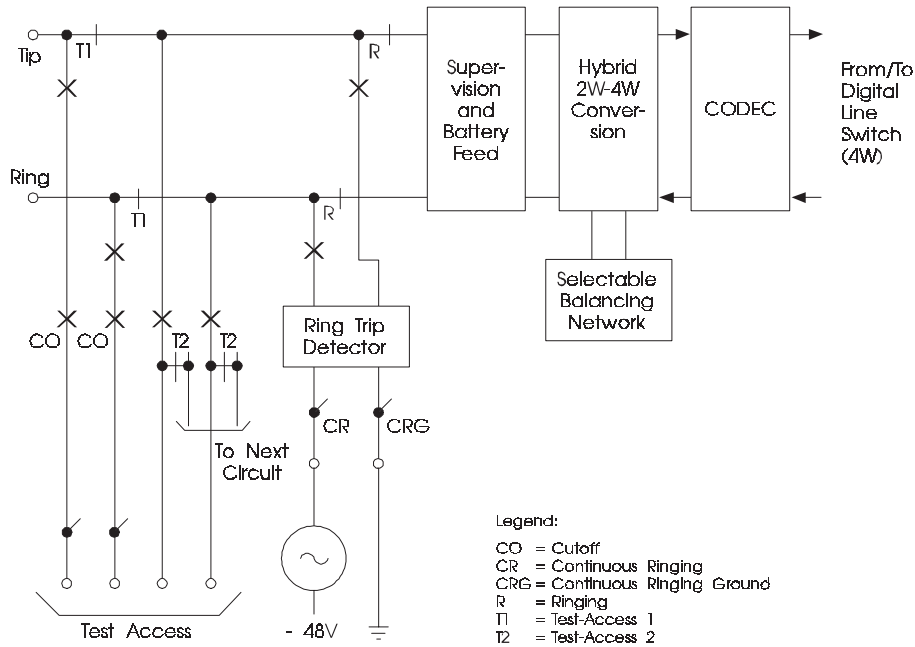 Tip
T1
R
Super-
vision
and
Battery
Feed
Hybrid
2W-4W
Conver-
sion
CODEC
From/To
Digital
Line
Switch
(4W)
Ring
T1
R
Selectable
Balancing
Network
CO
CO
T2
T2
Ring Trip
Detector
CR
CRG
To Next
Circuit
Test Access
- 48V
Legend:
CO = Cutoff
CR = Continuous Ringing
CRG = Continuous Ringing Ground
R = Ringing
T1 = Test-Access 1
T2 = Test-Access 2